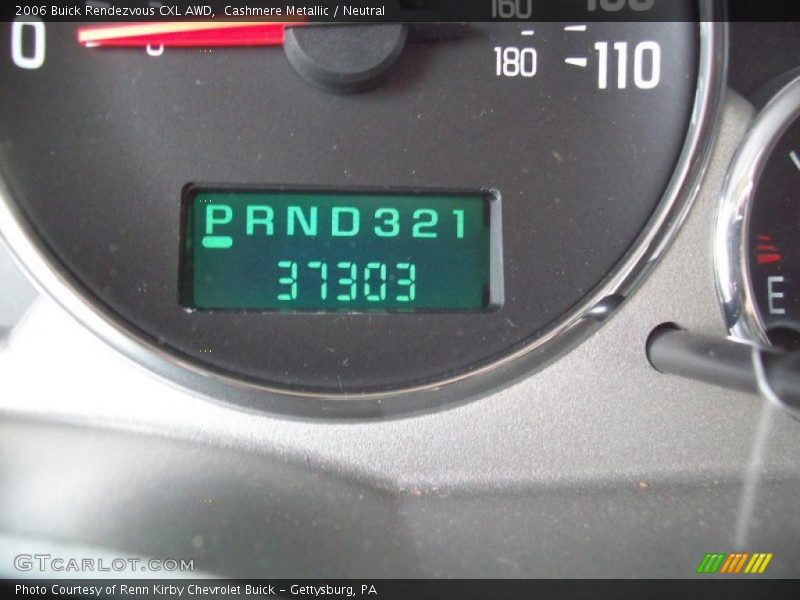 2006 Buick Rendezvous CXL AWD, Cashmere Metallic / Neutral
160
0
0
180
110
PRND321
37303
E
GTCARLOT.COM
Photo Courtesy of Renn Kirby Chevrolet Buick – Gettysburg, PA